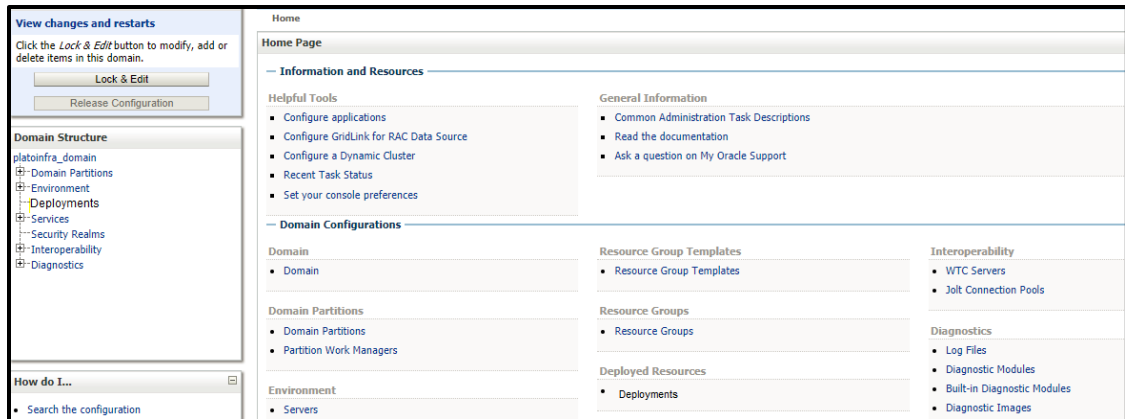 View changes and restarts
Click the Lock & Edit button to modify, add or
delete items in this domain.
Lock & Edit
Release Configuration
Domain Structure
platoinfra_domain
Domain Partitions
Environment
Deployments
Services
Security Realms
Interoperability
Diagnostics
How do I...
Search the configuration
Home
Home Page
Information and Resources
Helpful Tools
Configure applications
Configure GridLink for RAC Data Source
Configure a Dynamic Cluster
Recent Task Status
Set your console preferences
General Information
Common Administration Task Descriptions
Read the documentation
Ask a question on My Oracle Support
Domain Configurations
Domain
Domain
Domain Partitions
Domain Partitions
Partition Work Managers
Environment
Servers
Resource Group Templates
Resource Group Templates
Resource Groups
Resource Groups
Deployed Resources
Deployments
Interoperability
WTC Servers
Jolt Connection Pools
Diagnostics
Log Files
Diagnostic Modules
Built-in Diagnostic Modules
Diagnostic Images